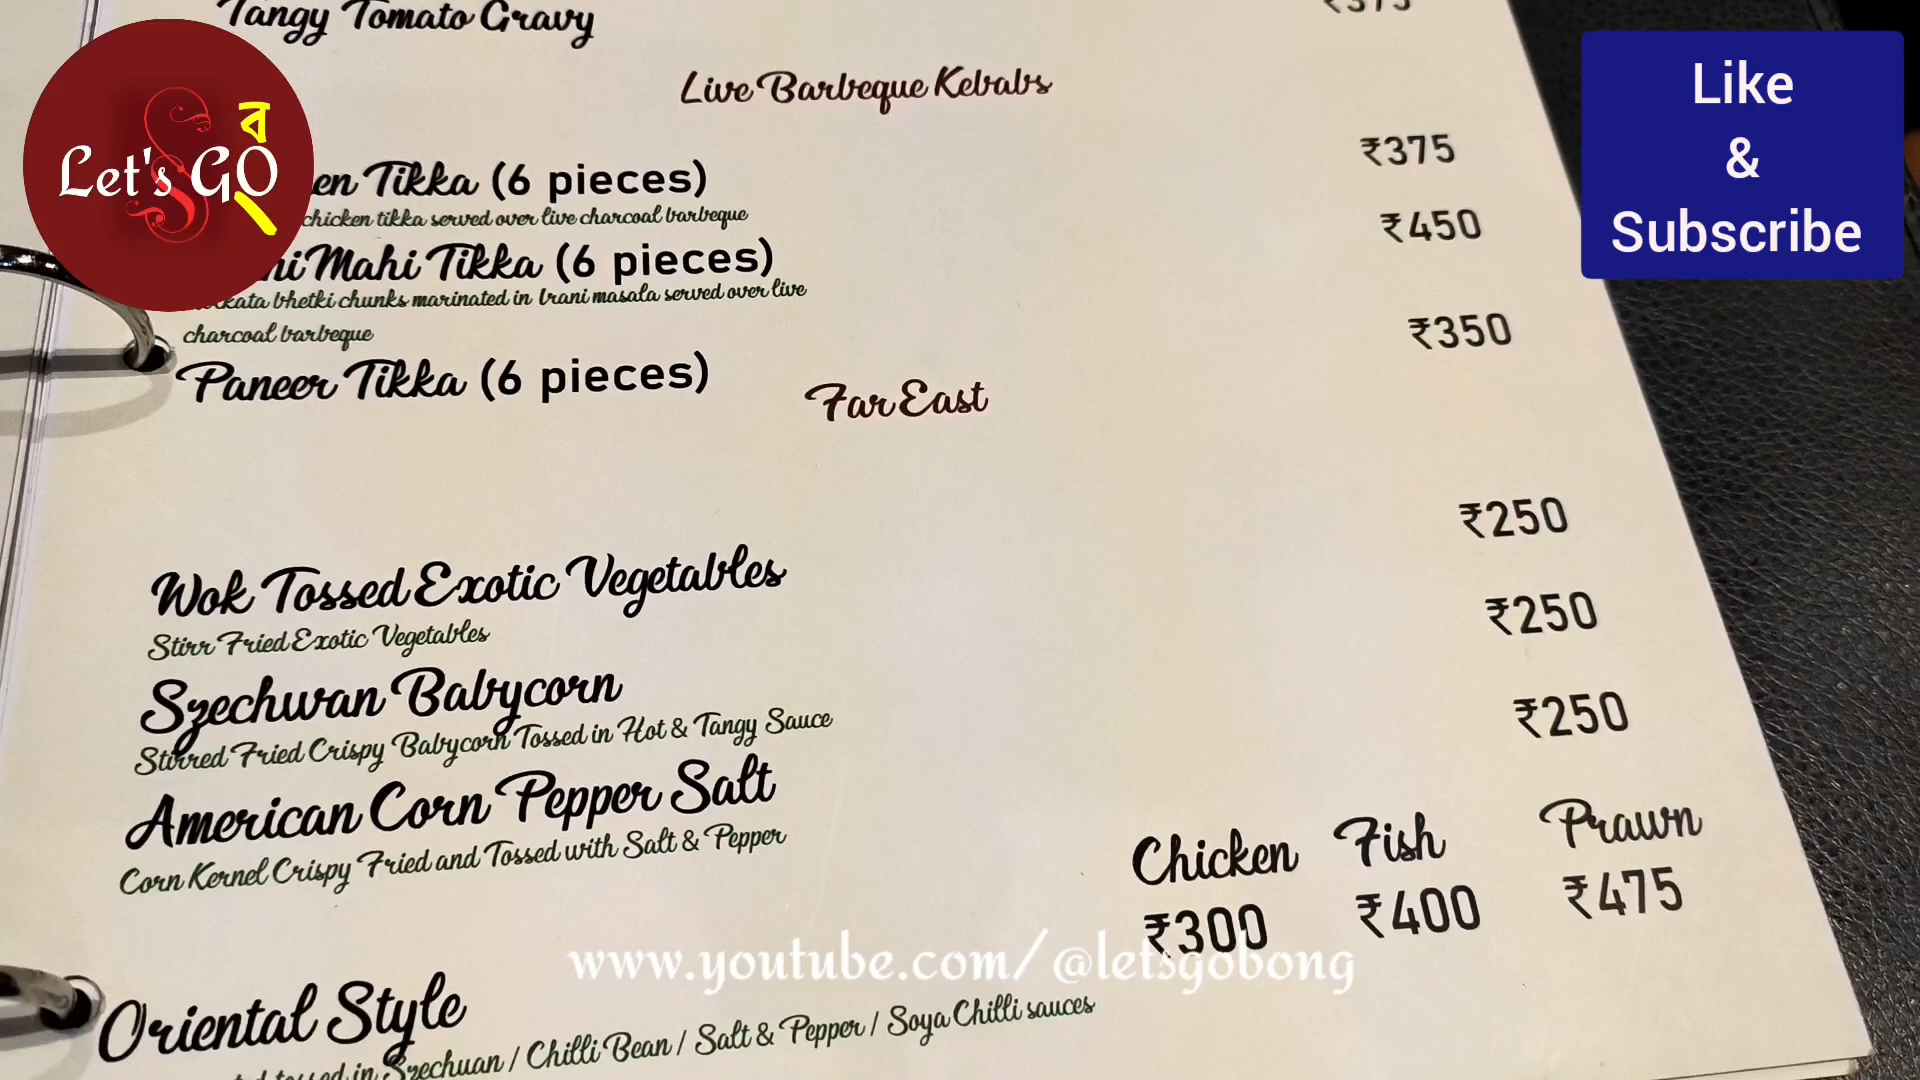 Tangy Tomato Gravy
₹375
Live Barbeque Kebabs
Let's GO
ব
Like
&
Subscribe
Tikka (6 pieces) ₹375
chicken tikka served over live charcoal barbeque
Mahi Tikka (6 pieces) ₹450
bhetki chunks marinated in Irani masala served over live
charcoal barbeque
Paneer Tikka (6 pieces) ₹350
Far East
Wok Tossed Exotic Vegetables ₹250
Stirr Fried Exotic Vegetables
Szechwan Babycorn ₹250
Stirred Fried Crispy Babycorn Tossed in Hot & Tangy Sauce
American Corn Pepper Salt ₹250
Corn Kernel Crispy Fried and Tossed with Salt & Pepper
Chicken Fish Prawn
₹300 ₹400 ₹475
www.youtube.com/@letsgobong
Oriental Style
tossed in Szechuan / Chilli Bean / Salt & Pepper / Soya Chilli sauces